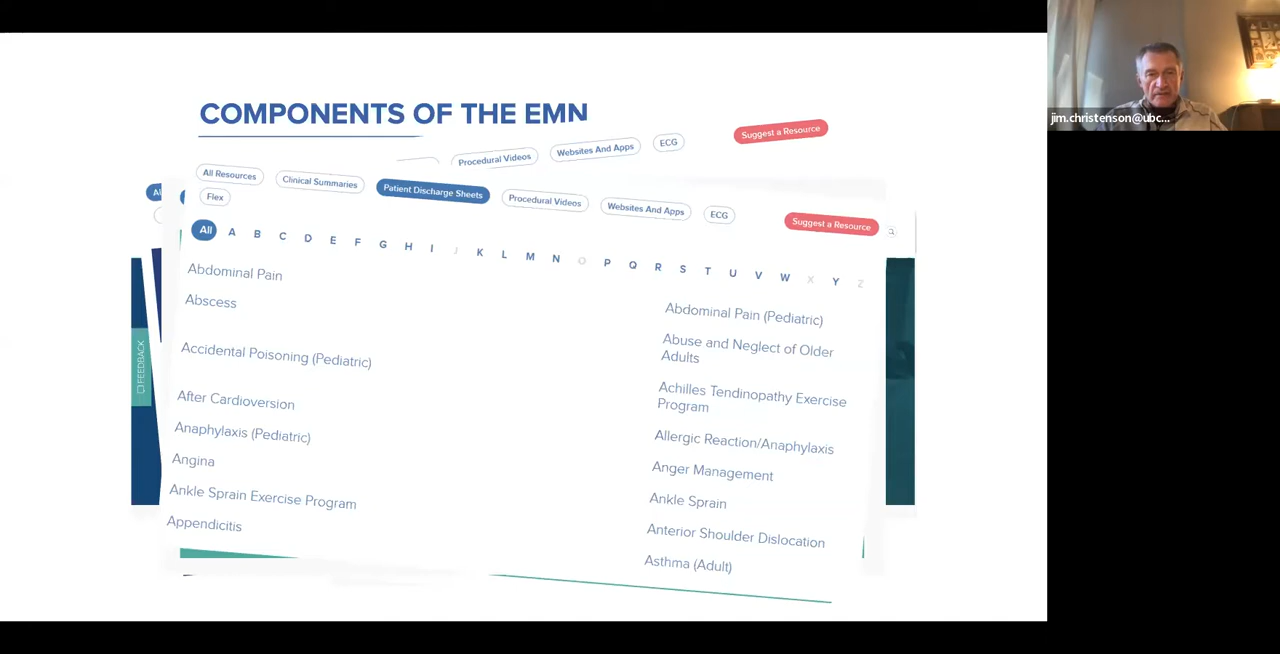 COMPONENTS OF THE EMN
Procedural Videos
Websites And Apps
ECG
Suggest a Resource
All Resources
Clinical Summaries
Patient Discharge Sheets
Procedural Videos
Websites And Apps
ECG
Suggest a Resource
Flex
All A B C D E F G H I J K L M N O P Q R S T U V W X Y Z
Abdominal Pain
Abdominal Pain (Pediatric)
Abscess
Abuse and Neglect of Older
Adults
Accidental Poisoning (Pediatric)
Achilles Tendinopathy Exercise
Program
After Cardioversion
Allergic Reaction/Anaphylaxis
Anaphylaxis (Pediatric)
Anger Management
Angina
Ankle Sprain
Ankle Sprain Exercise Program
Anterior Shoulder Dislocation
Appendicitis
Asthma (Adult)
FEEDBACK
jim.christenson@ubc...